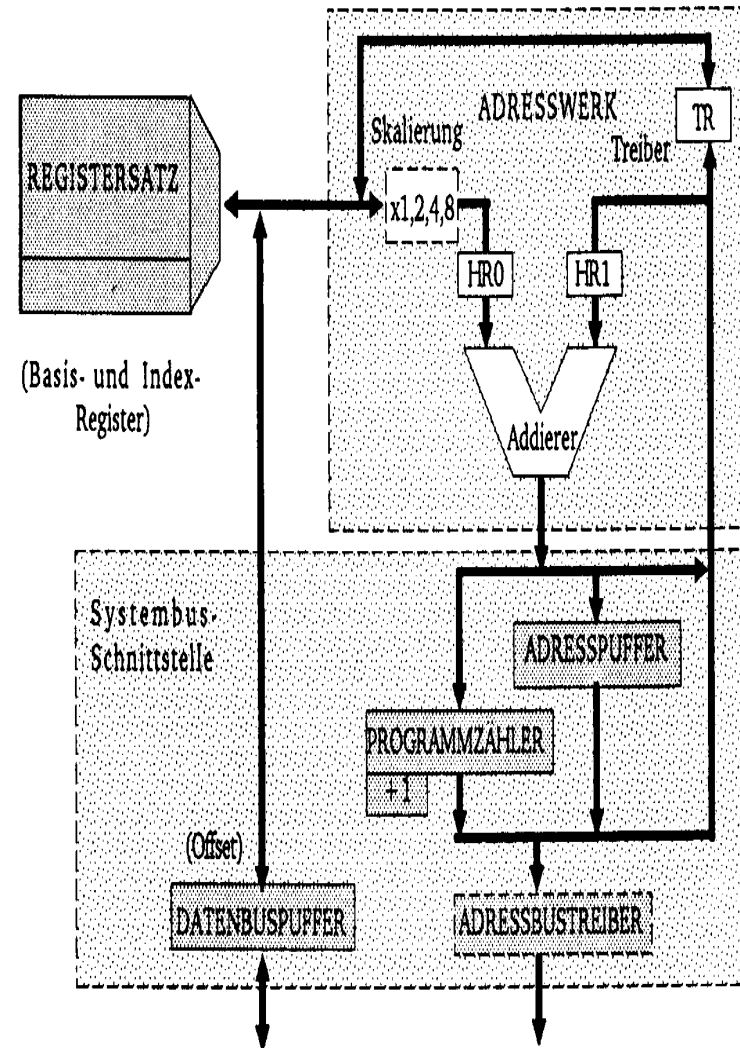 ADRESSWERK
TR
Skalierung
Treiber
REGISTERSATZ
x1,2,4,8
HR0
HR1
(Basis- und Index-
Register)
Addierer
Systembus-
Schnittstelle
ADRESSPUFFER
PROGRAMMZÄHLER
+1
(Offset)
DATENBUSPUFFER
ADRESSBUSTREIBER